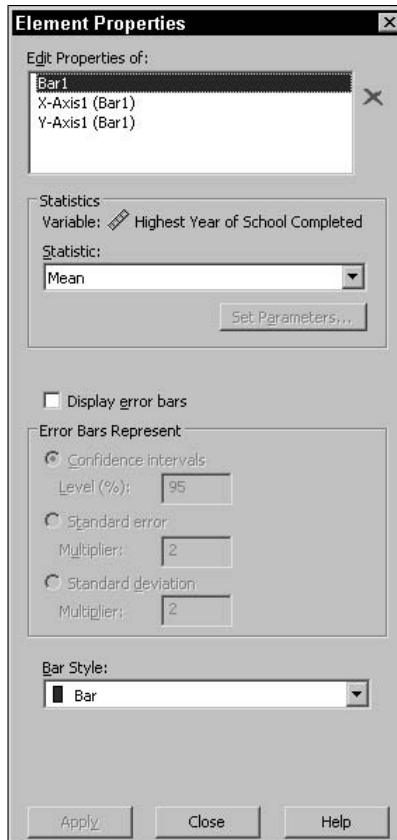 Element Properties
Edit Properties of:
Bar1
X-Axis1 (Bar1)
Y-Axis1 (Bar1)
Statistics
Variable: Highest Year of School Completed
Statistic:
Mean
Set Parameters...
Display error bars
Error Bars Represent
Confidence intervals
Level (%): 95
Standard error
Multiplier: 2
Standard deviation
Multiplier: 2
Bar Style:
Bar
Apply Close Help